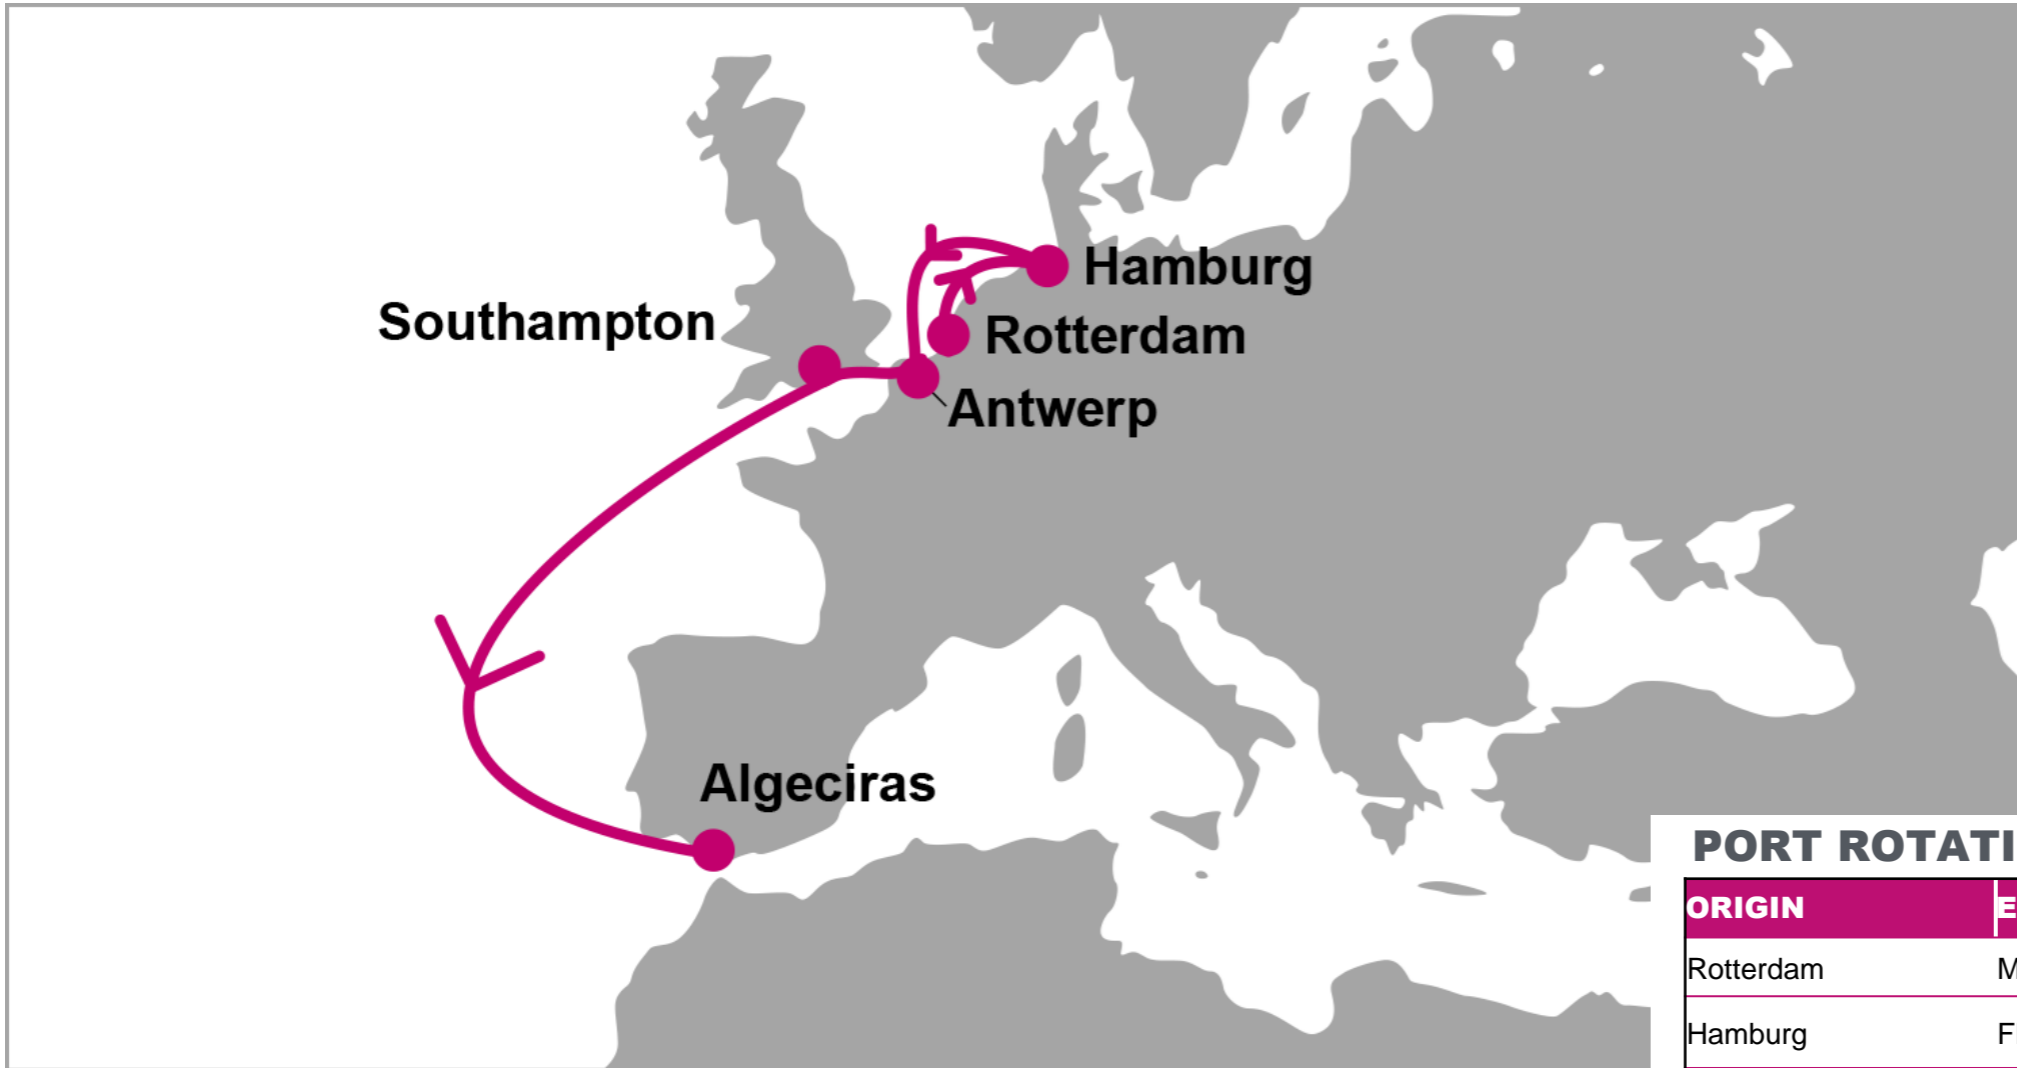 Hamburg
Southampton
Rotterdam
Antwerp
Algeciras
PORT ROTATI
ORIGIN
Rotterdam
Hamburg